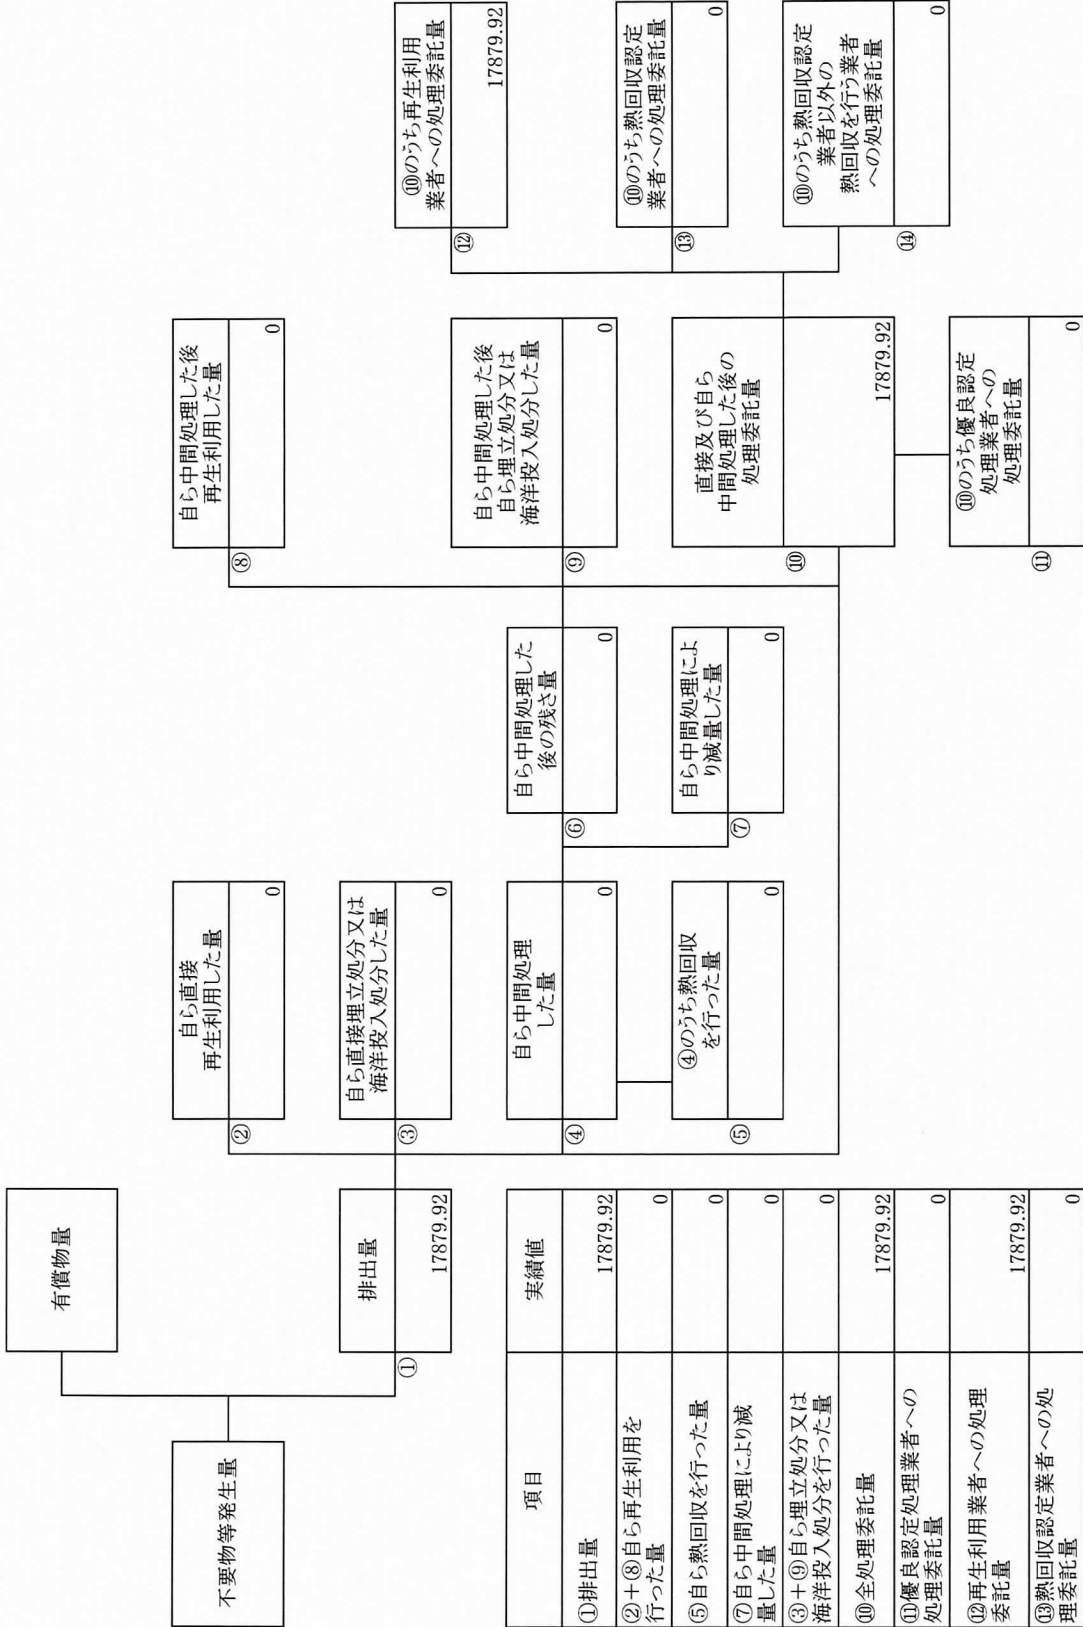 有償物量
不要物等発生量
排出量
①
17879.92
自ら直接
再生利用した量
②
0
自ら直接埋立処分又は
海洋投入処分した量
③
0
自ら中間処理
した量
④
0
④のうち熱回収
を行った量
⑤
0
自ら中間処理した
後の残さ量
⑥
0
自ら中間処理によ
り減量した量
⑦
0
自ら中間処理した後
再生利用した量
⑧
0
自ら中間処理した後
自ら埋立処分又は
海洋投入処分した量
⑨
0
直接及び自ら
中間処理した後の
処理委託量
⑩
17879.92
⑩のうち優良認定
処理業者への
処理委託量
⑪
0
⑩のうち再生利用
業者への処理委託量
⑫
17879.92
⑩のうち熱回収認定
業者への処理委託量
⑬
0
⑩のうち熱回収認定
業者以外の
熱回収を行う業者
への処理委託量
⑭
0
項目 実績値
①排出量 17879.92
②+⑧自ら再生利用を
行った量 0
⑤自ら熱回収を行った量 0
⑦自ら中間処理により減
量した量 0
③+⑨自ら埋立処分又は
海洋投入処分を行った量 0
⑩全処理委託量 17879.92
⑪優良認定処理業者への
処理委託量 0
⑫再生利用業者への処理
委託量 17879.92
⑬熱回収認定業者への処
理委託量 0